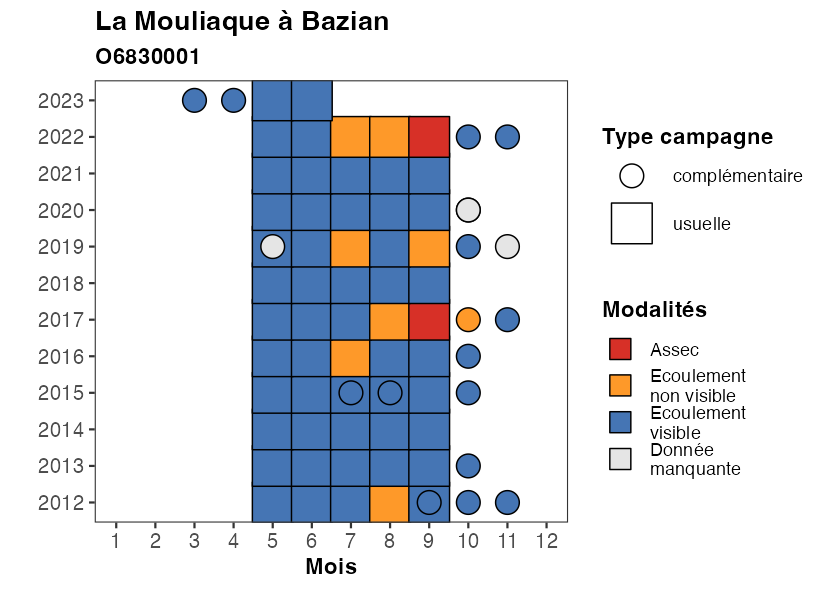 La Mouliaque à Bazian
O6830001
2023
2022
2021
2020
2019
2018
2017
2016
2015
2014
2013
2012
1 2 3 4 5 6 7 8 9 10 11 12
Mois
Type campagne
complémentaire
usuelle
Modalités
Assec
Ecoulement
non visible
Ecoulement
visible
Donnée
manquante